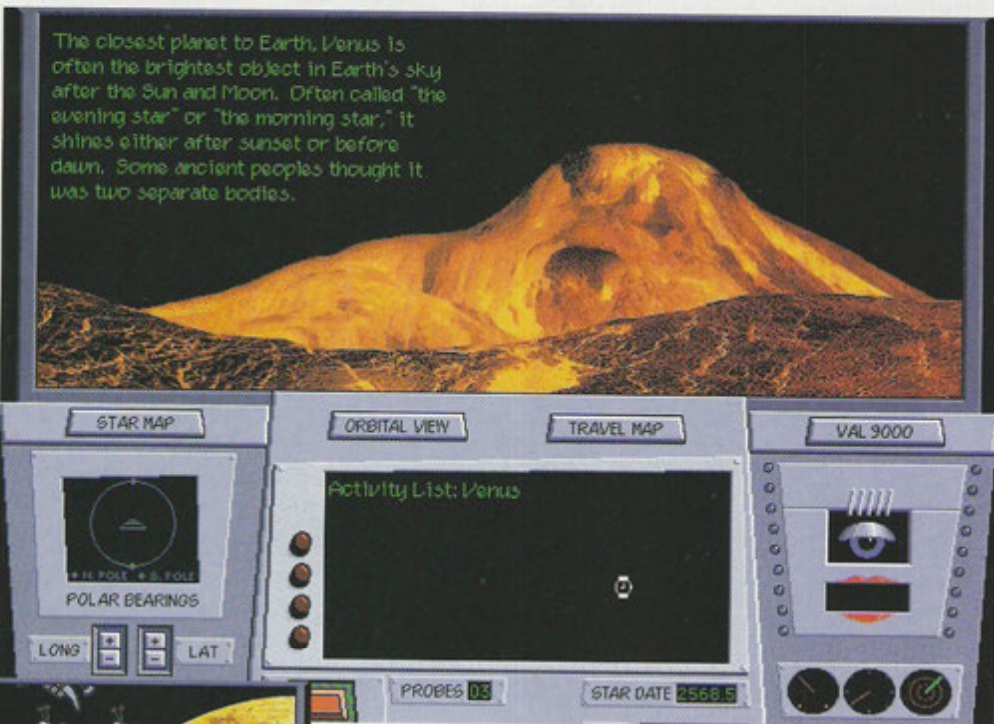 The closest planet to Earth, Venus is
often the brightest object in Earth's sky
after the Sun and Moon. Often called "the
evening star" or "the morning star," it
shines either after sunset or before
dawn. Some ancient peoples thought it
was two separate bodies.
STAR MAP
ORBITAL VIEW
TRAVEL MAP
VAL 9000
Activity List: Venus
+ N. POLE + S. POLE
POLAR BEARINGS
LONG + - + - LAT
PROBES 03
STAR DATE 2568.5